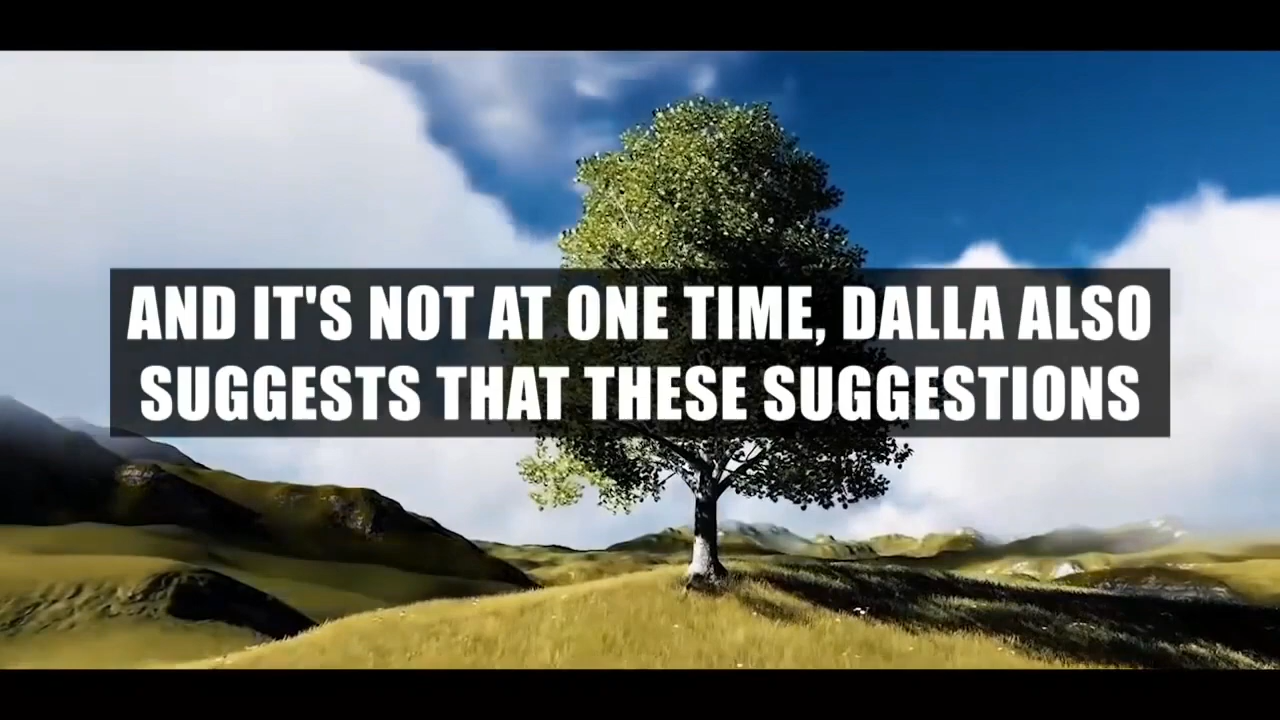 AND IT'S NOT AT ONE TIME, DALLA ALSO
SUGGESTS THAT THESE SUGGESTIONS